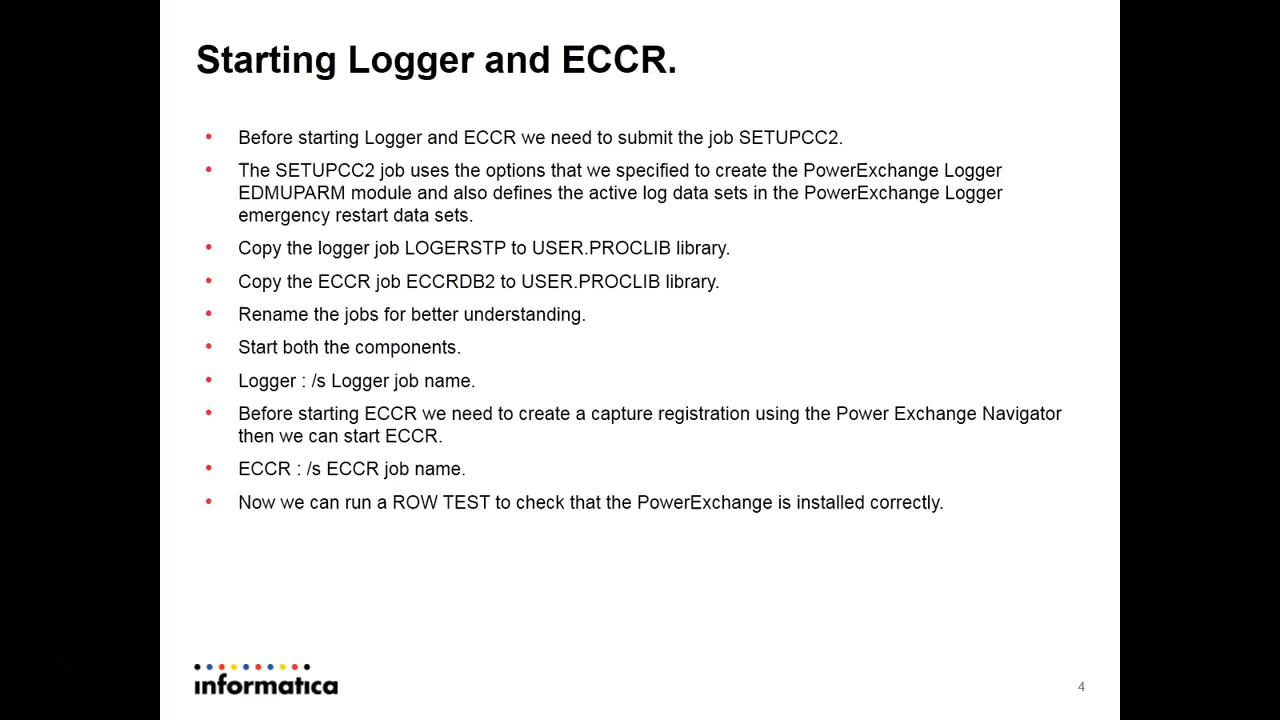 Starting Logger and ECCR.
• Before starting Logger and ECCR we need to submit the job SETUPCC2.
• The SETUPCC2 job uses the options that we specified to create the PowerExchange Logger
EDMUPARM module and also defines the active log data sets in the PowerExchange Logger
emergency restart data sets.
• Copy the logger job LOGERSTP to USER.PROCLIB library.
• Copy the ECCR job ECCRDB2 to USER.PROCLIB library.
• Rename the jobs for better understanding.
• Start both the components.
• Logger : /s Logger job name.
• Before starting ECCR we need to create a capture registration using the Power Exchange Navigator
then we can start ECCR.
• ECCR : /s ECCR job name.
• Now we can run a ROW TEST to check that the PowerExchange is installed correctly.
informatica
4